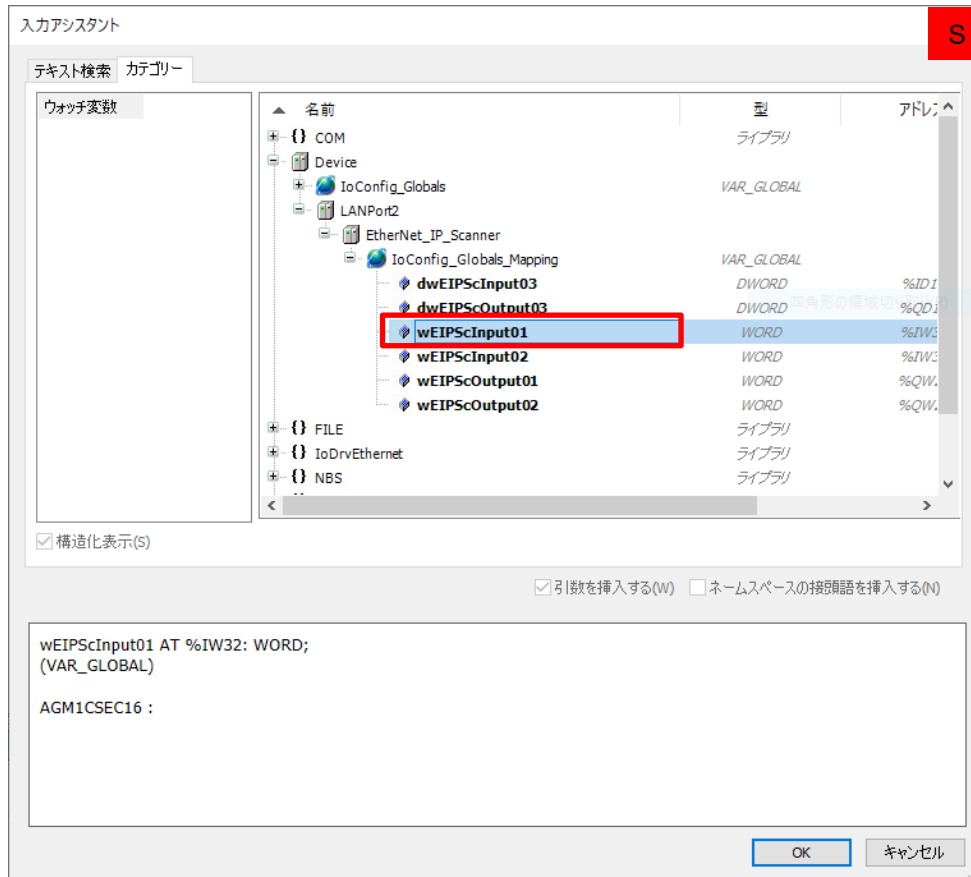 入力アシスタント
S
テキスト検索 カテゴリー
ウォッチ変数
名前 型 アドレ
{} COM ライブラリ
Device
IoConfig_Globals VAR_GLOBAL
LANPort2
EtherNet_IP_Scanner
IoConfig_Globals_Mapping VAR_GLOBAL
dwEIPScInput03 DWORD %ID1
dwEIPScOutput03 DWORD %QD1
wEIPScInput01 WORD %IW3
wEIPScInput02 WORD %IW3
wEIPScOutput01 WORD %QW.
wEIPScOutput02 WORD %QW.
{} FILE ライブラリ
{} IoDrvEthernet ライブラリ
{} NBS ライブラリ
構造化表示(S)
引数を挿入する(W) ネームスペースの接頭語を挿入する(N)
wEIPScInput01 AT %IW32: WORD;
(VAR_GLOBAL)
AGM1CSEC16 :
OK キャンセル